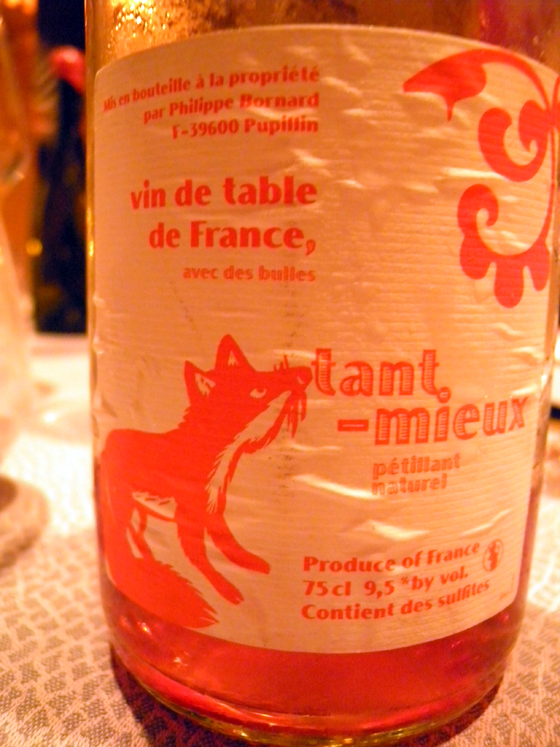 Mis en bouteille à la propriété
par Philippe Bornard
F-39600 Pupillin
vin de table
de France,
avec des bulles
tant
-mieux
pétillant
naturel
Produce of France
75 cl 9,5 % by vol.
Contient des sulfites